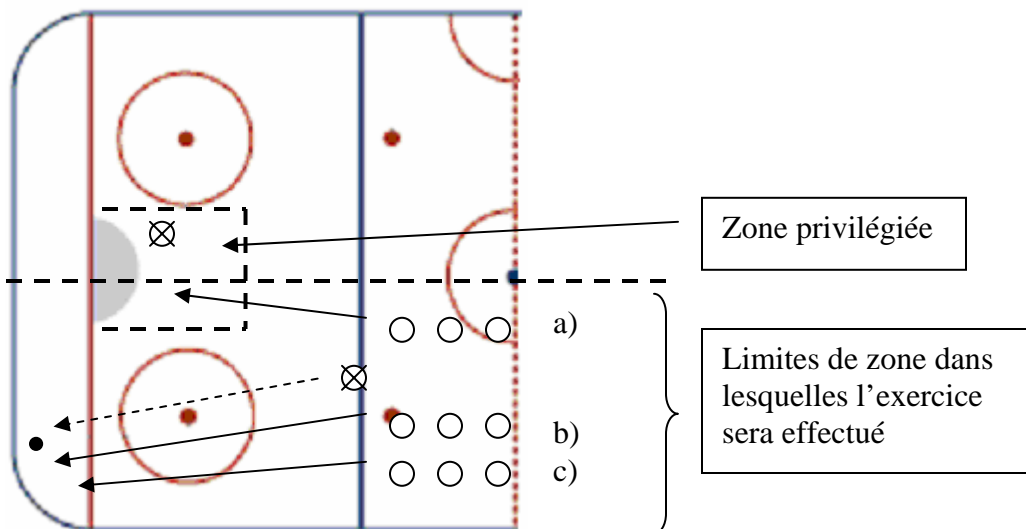 Zone privilégiée
a)
Limites de zone dans
lesquelles l’exercice
sera effectué
b)
c)